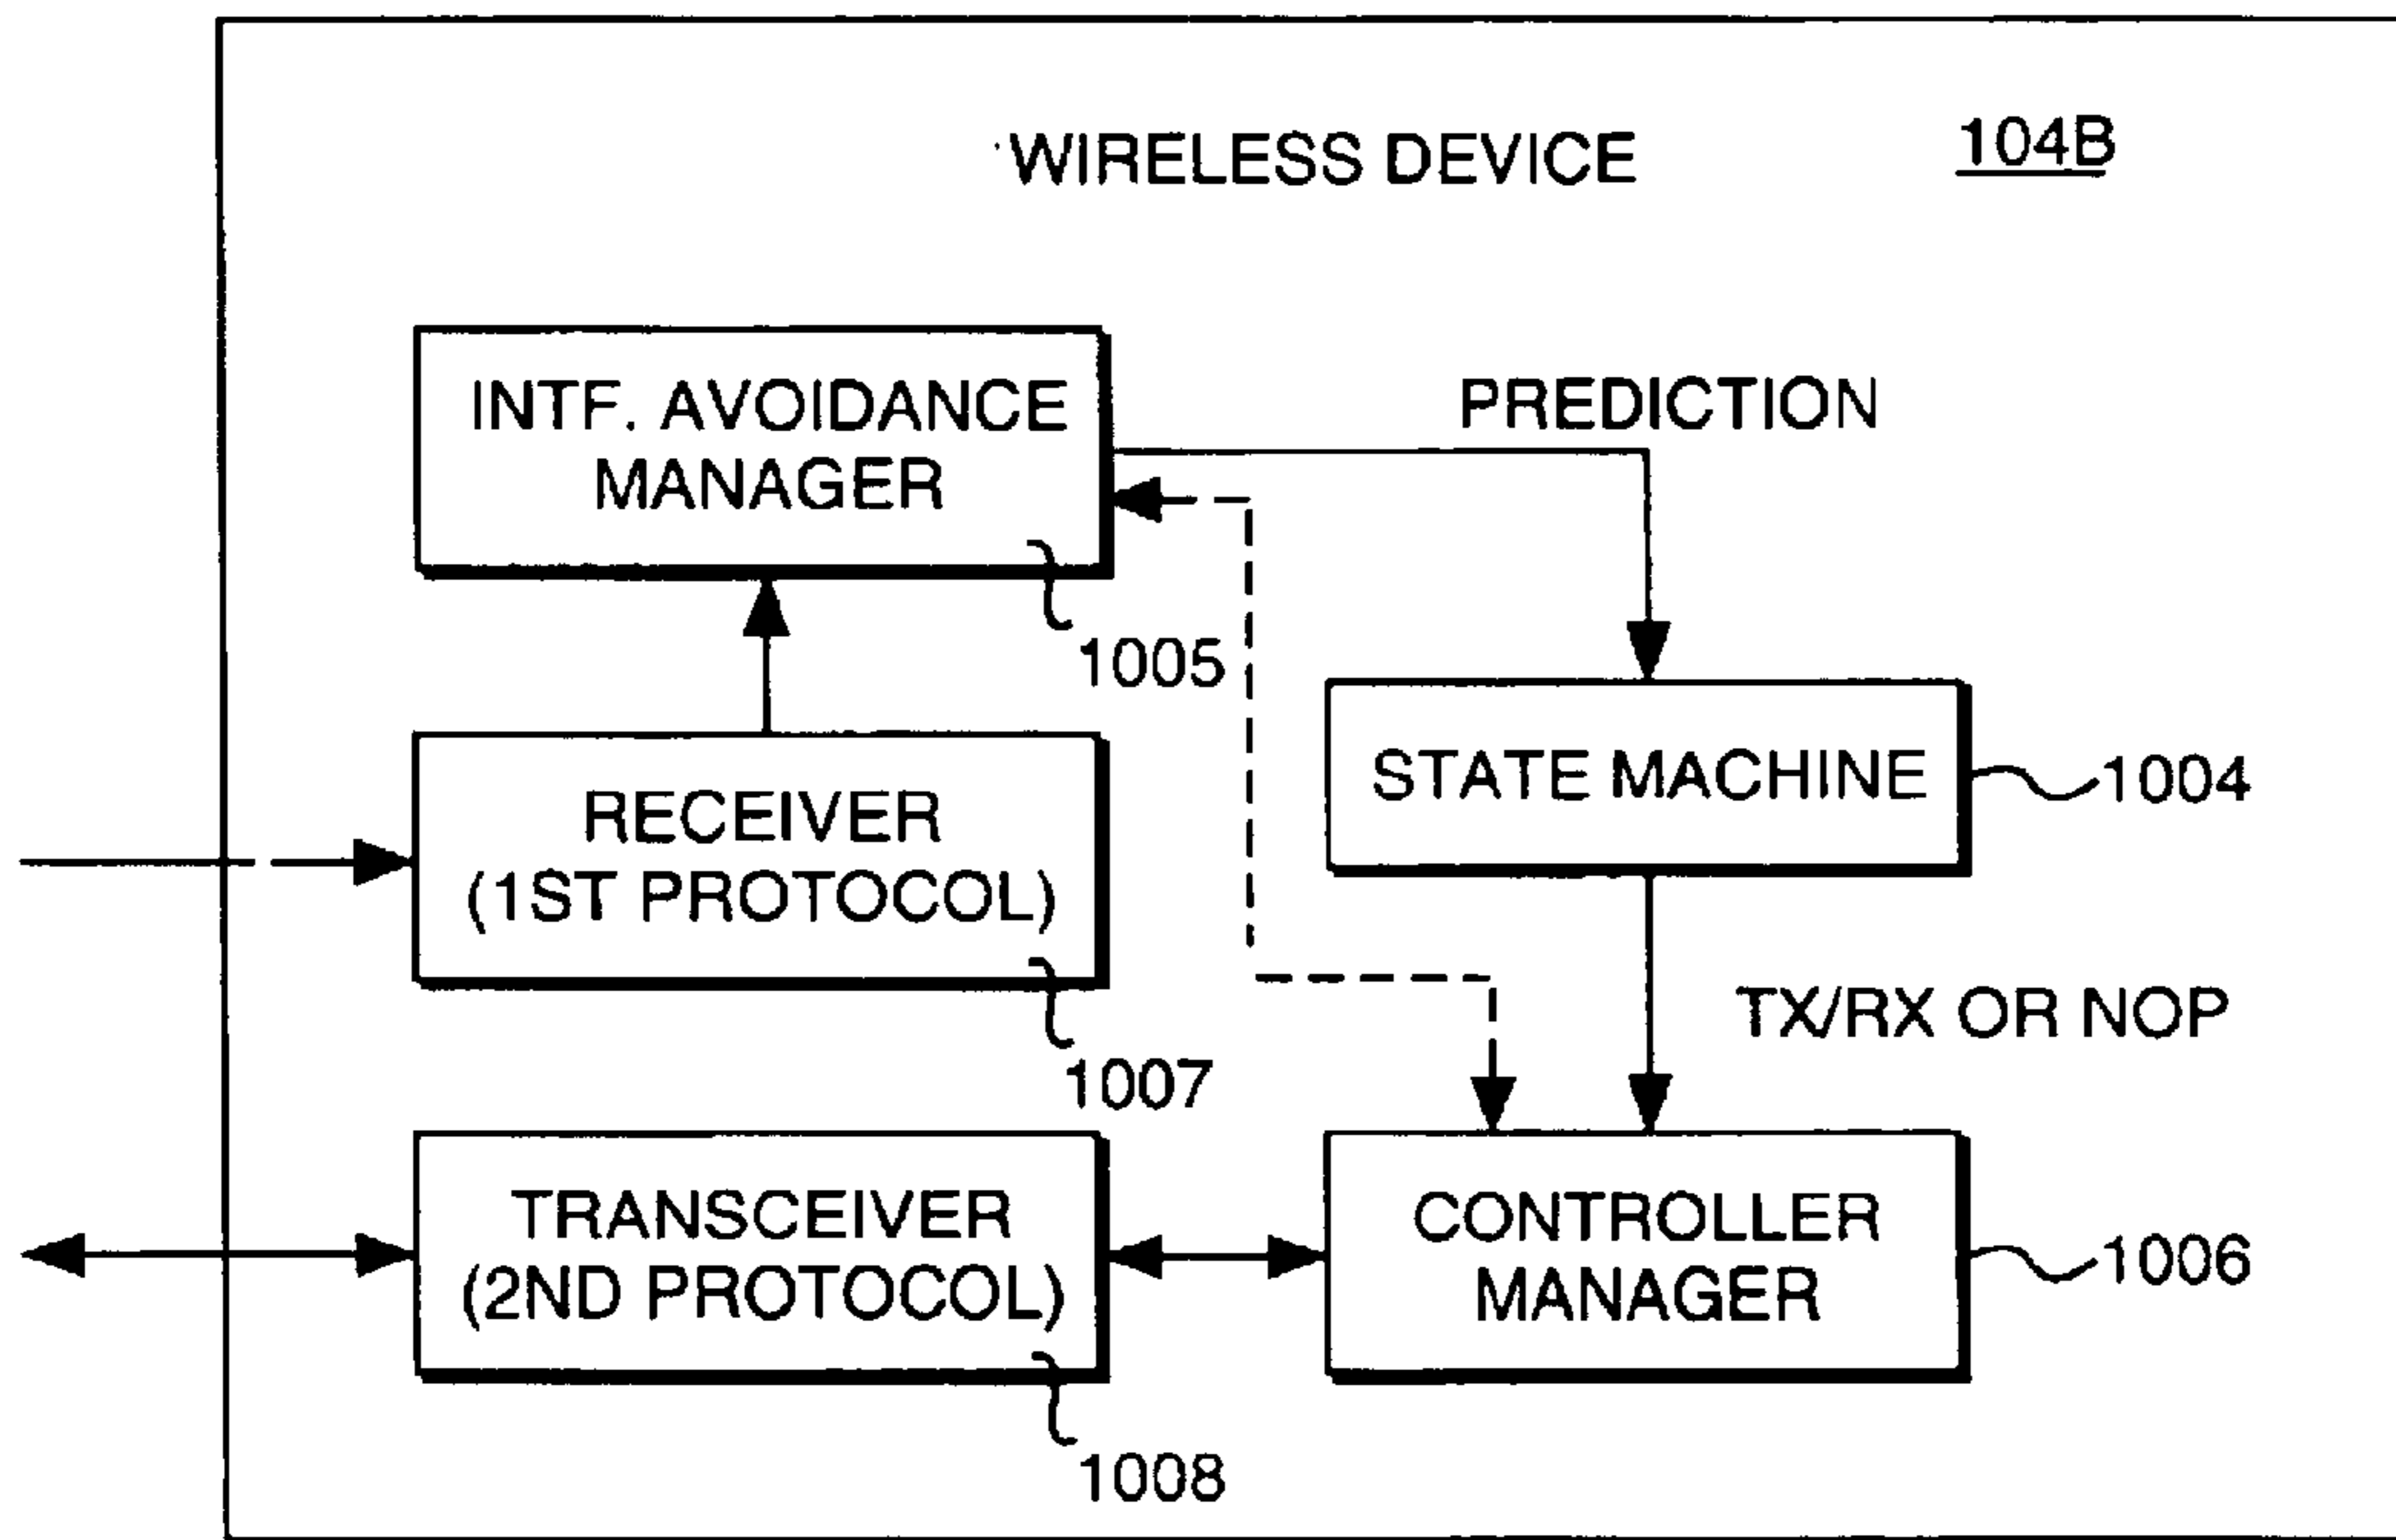 WIRELESS DEVICE
104B
INTF. AVOIDANCE
MANAGER
1005
PREDICTION
RECEIVER
(1ST PROTOCOL)
1007
STATE MACHINE
1004
TX/RX OR NOP
TRANSCEIVER
(2ND PROTOCOL)
1008
CONTROLLER
MANAGER
1006